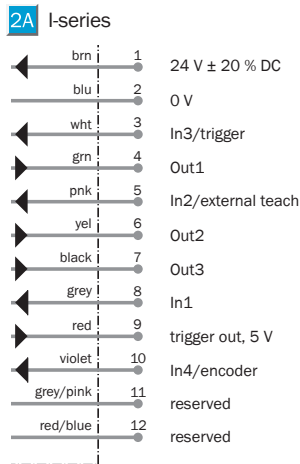 2A I-series
brn 1 24 V ± 20 % DC
blu 2 0 V
wht 3 In3/trigger
grn 4 Out1
pnk 5 In2/external teach
yel 6 Out2
black 7 Out3
grey 8 In1
red 9 trigger out, 5 V
violet 10 In4/encoder
grey/pink 11 reserved
red/blue 12 reserved